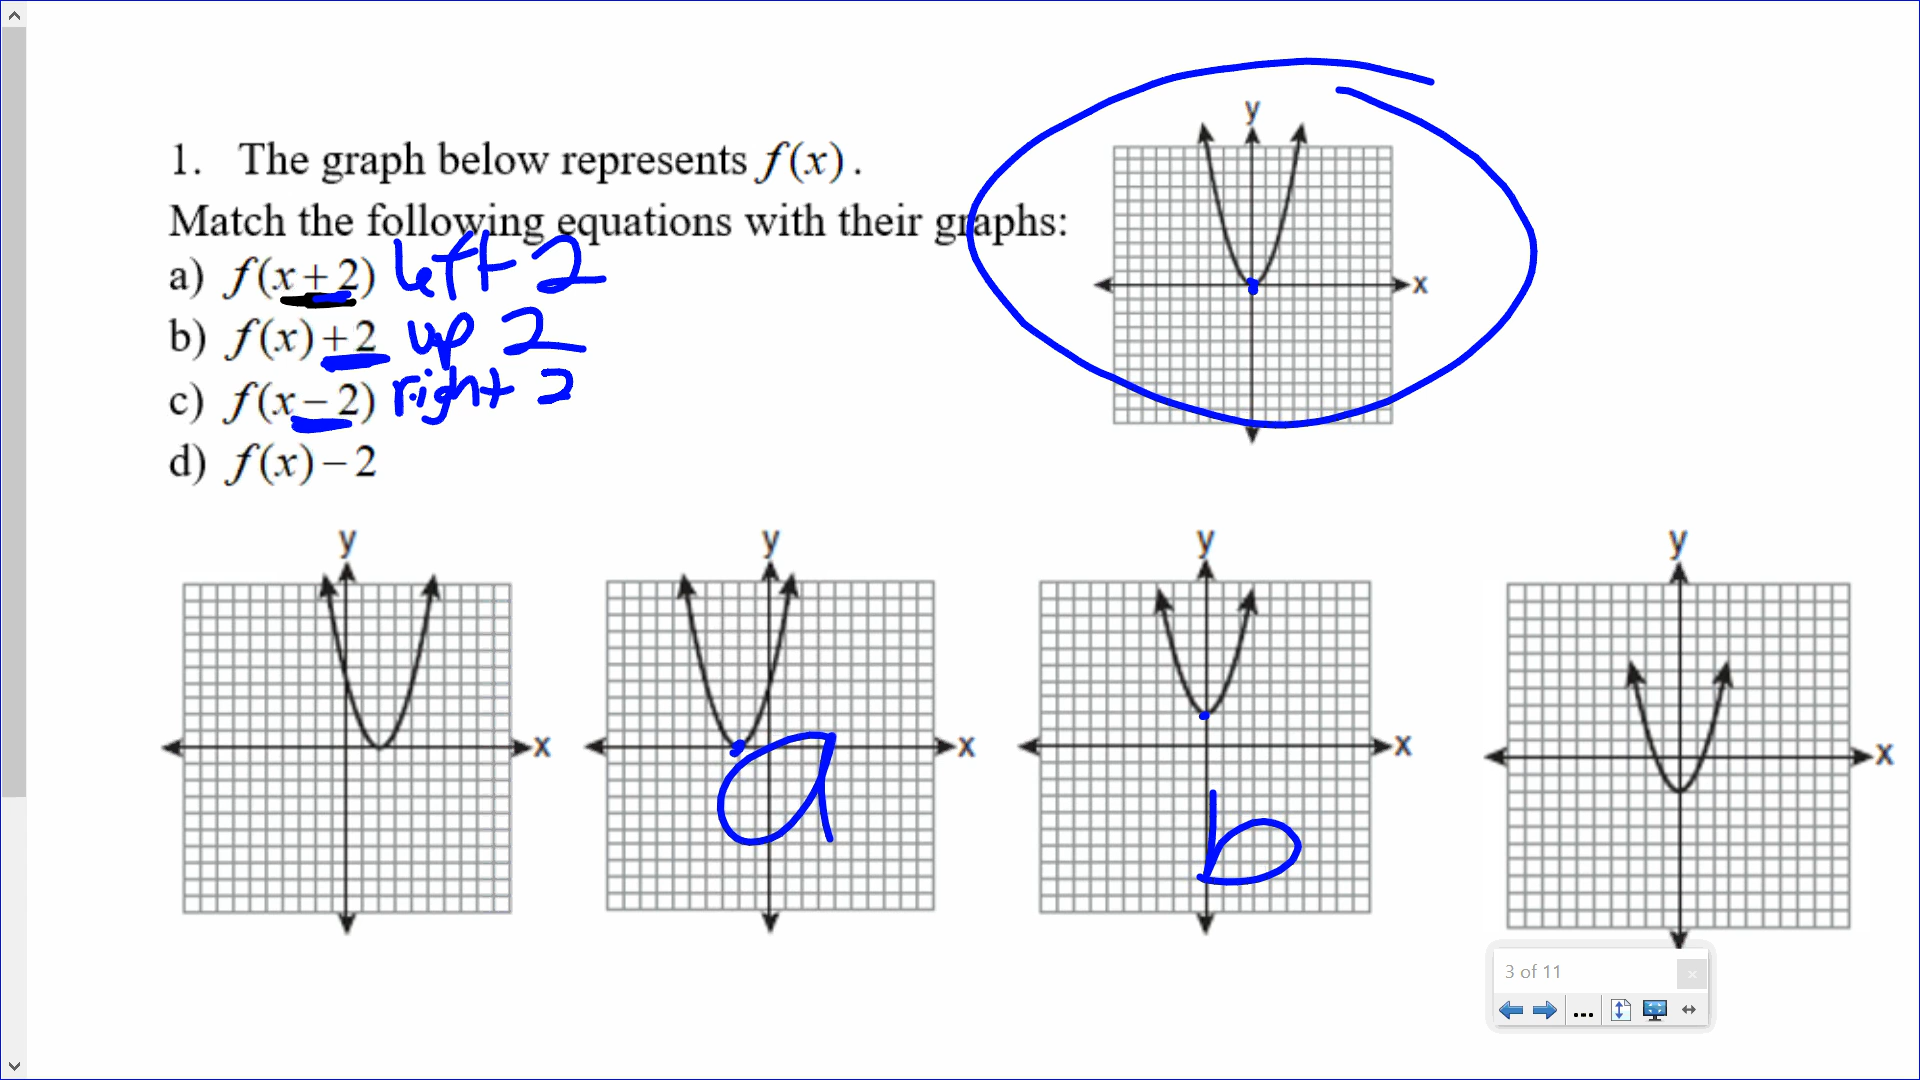 1. The graph below represents f(x).
Match the following equations with their graphs:
a) f(x+2) left 2
b) f(x)+2 up 2
c) f(x−2) right 2
d) f(x)−2
y
x
y
x
y
x
y
x
y
x
a
b
3 of 11
...